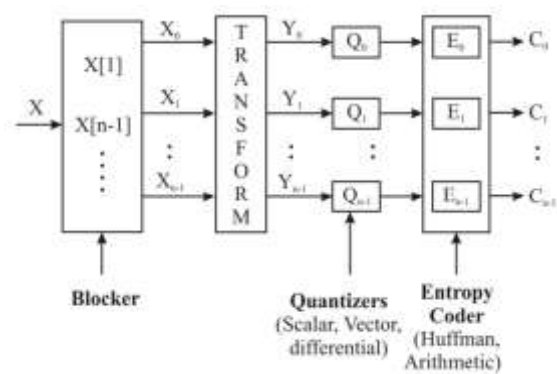 X
X[1]
X[n-1]
X₀
X₁
Xₙ₋₁
TRANSFORM
Y₀
Y₁
Yₙ₋₁
Q₀
Q₁
Qₙ₋₁
E₀
E₁
Eₙ₋₁
C₀
C₁
Cₙ₋₁
Blocker
Quantizers
(Scalar, Vector,
differential)
Entropy
Coder
(Huffman,
Arithmetic)